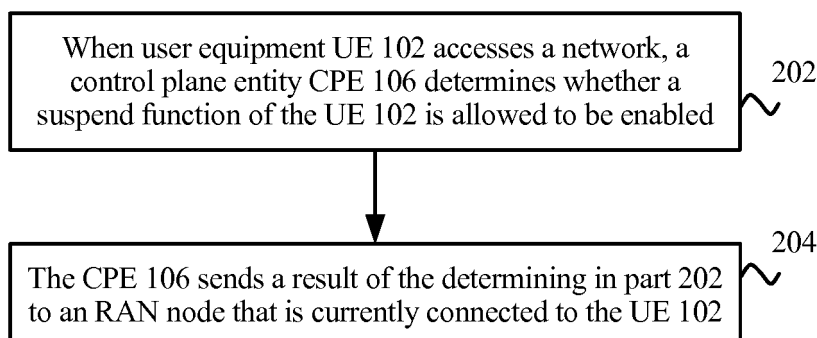 When user equipment UE 102 accesses a network, a
control plane entity CPE 106 determines whether a
suspend function of the UE 102 is allowed to be enabled
202
The CPE 106 sends a result of the determining in part 202
to an RAN node that is currently connected to the UE 102
204